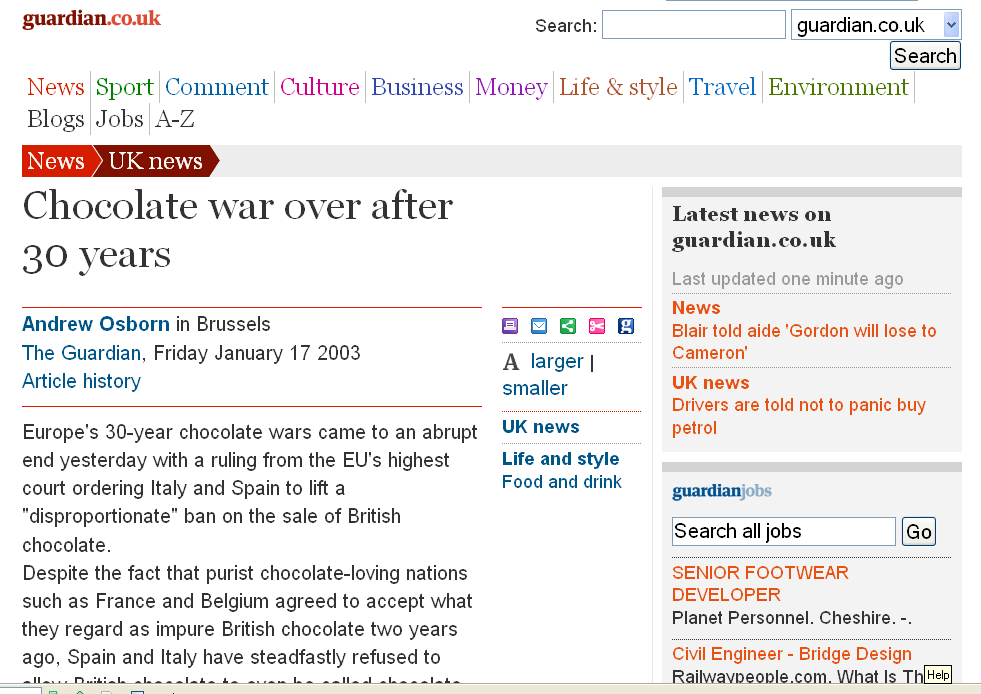 guardian.co.uk
Search:
guardian.co.uk
Search
News Sport Comment Culture Business Money Life & style Travel Environment
Blogs Jobs A-Z
News UK news
Chocolate war over after
30 years
Andrew Osborn in Brussels
The Guardian, Friday January 17 2003
Article history
Europe's 30-year chocolate wars came to an abrupt
end yesterday with a ruling from the EU's highest
court ordering Italy and Spain to lift a
"disproportionate" ban on the sale of British
chocolate.
Despite the fact that purist chocolate-loving nations
such as France and Belgium agreed to accept what
they regard as impure British chocolate two years
ago, Spain and Italy have steadfastly refused to
allow British chocolate to even be called chocolate
g
A larger |
smaller
UK news
Life and style
Food and drink
Latest news on
guardian.co.uk
Last updated one minute ago
News
Blair told aide 'Gordon will lose to
Cameron'
UK news
Drivers are told not to panic buy
petrol
guardianjobs
Search all jobs
Go
SENIOR FOOTWEAR
DEVELOPER
Planet Personnel. Cheshire. -.
Civil Engineer - Bridge Design
Railwaypeople.com. What Is Th
Help